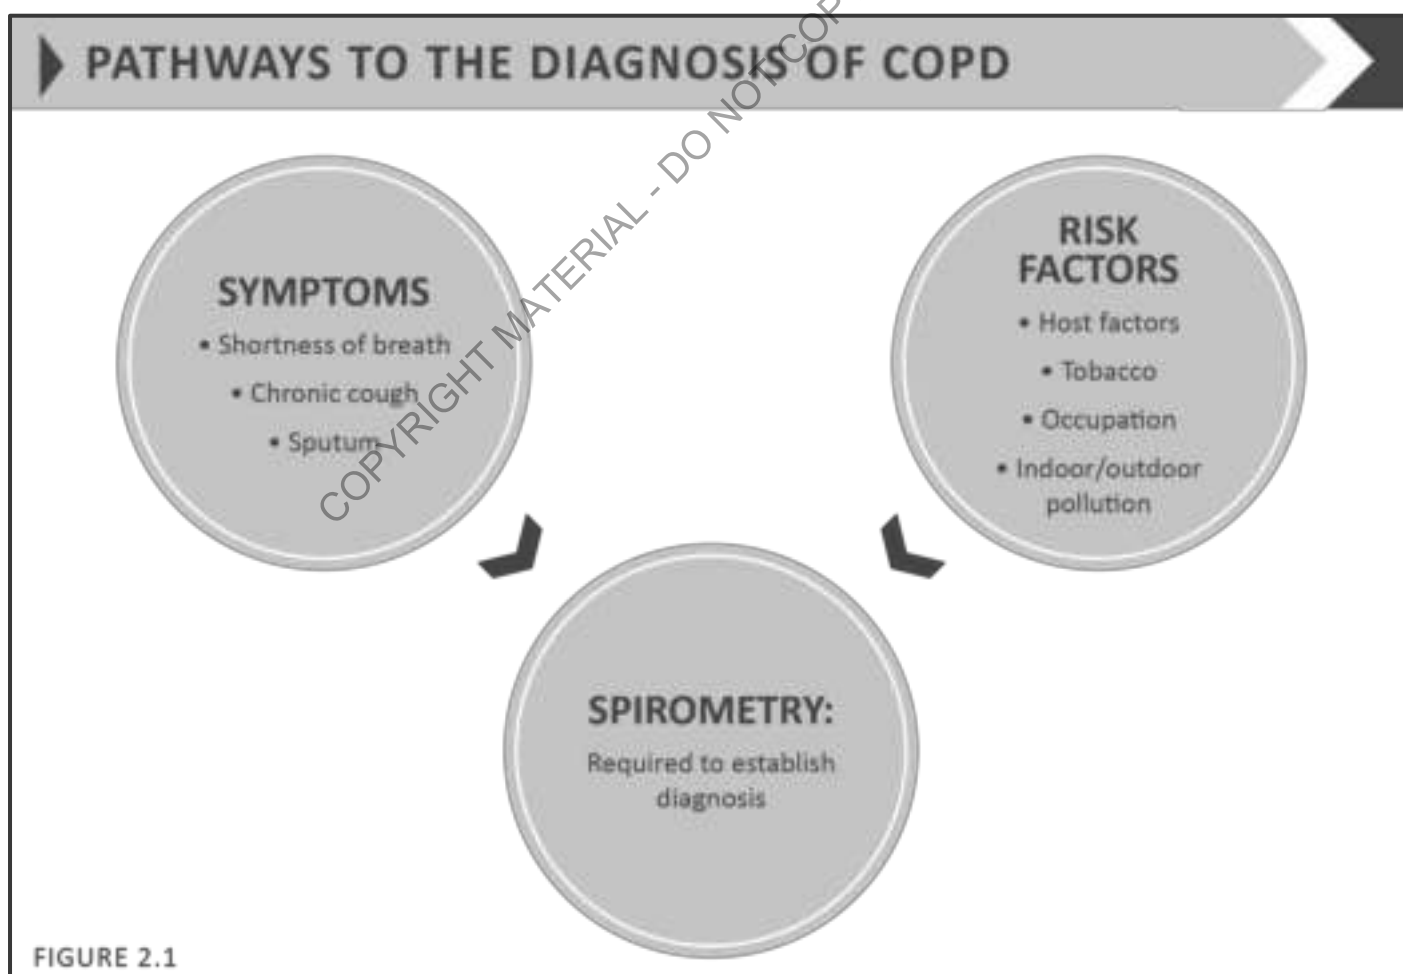 PATHWAYS TO THE DIAGNOSIS OF COPD
SYMPTOMS
• Shortness of breath
• Chronic cough
• Sputum
RISK
FACTORS
• Host factors
• Tobacco
• Occupation
• Indoor/outdoor
pollution
SPIROMETRY:
Required to establish
diagnosis
FIGURE 2.1
COPYRIGHT MATERIAL - DO NOT COP